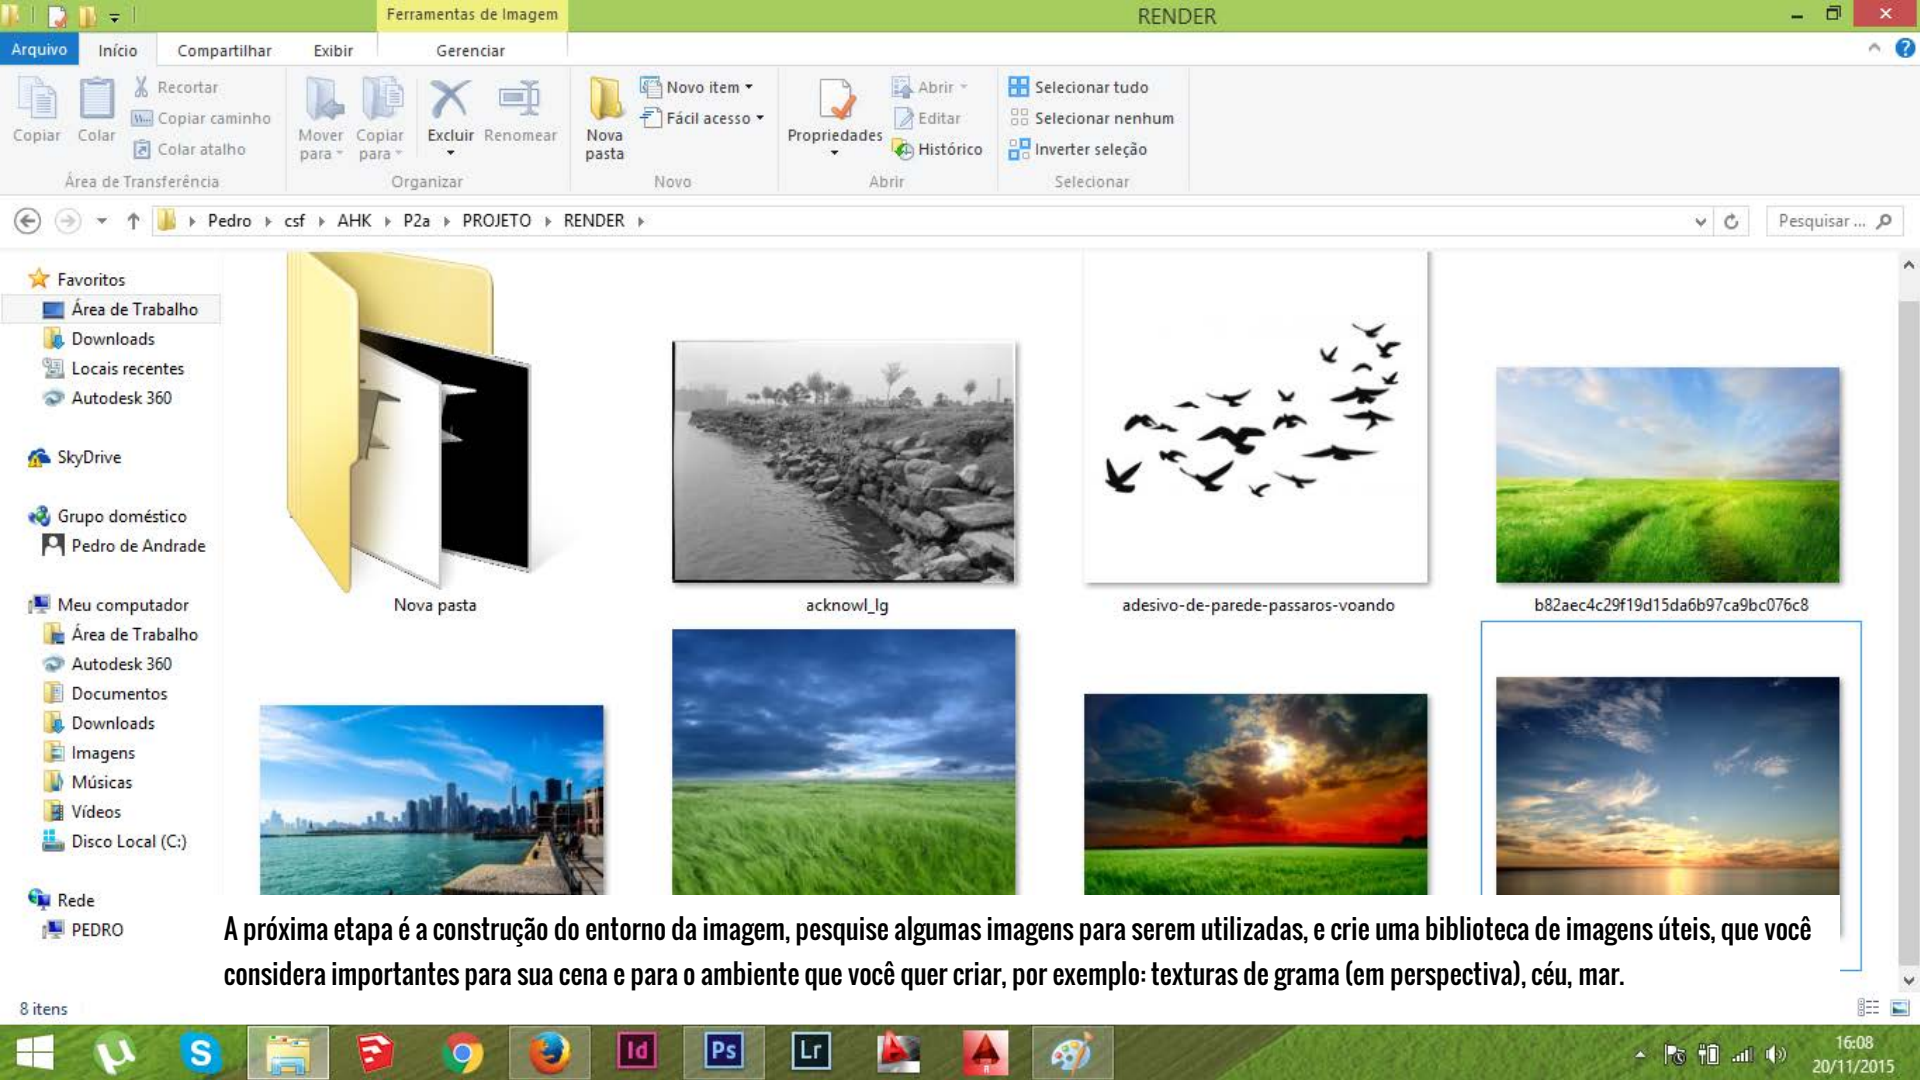 Ferramentas de Imagem
RENDER
Arquivo
Início
Compartilhar
Exibir
Gerenciar
Copiar
Colar
Recortar
Copiar caminho
Colar atalho
Área de Transferência
Mover para
Copiar para
Excluir
Renomear
Organizar
Nova pasta
Novo item
Fácil acesso
Novo
Propriedades
Abrir
Editar
Histórico
Abrir
Selecionar tudo
Selecionar nenhum
Inverter seleção
Selecionar
Pedro
csf
AHK
P2a
PROJETO
RENDER
Pesquisar ...
Favoritos
Área de Trabalho
Downloads
Locais recentes
Autodesk 360
SkyDrive
Grupo doméstico
Pedro de Andrade
Meu computador
Área de Trabalho
Autodesk 360
Documentos
Downloads
Imagens
Músicas
Vídeos
Disco Local (C:)
Rede
PEDRO
Nova pasta
acknowl_lg
adesivo-de-parede-passaros-voando
b82aec4c29f19d15da6b97ca9bc076c8
A próxima etapa é a construção do entorno da imagem, pesquise algumas imagens para serem utilizadas, e crie uma biblioteca de imagens úteis, que você
considera importantes para sua cena e para o ambiente que você quer criar, por exemplo: texturas de grama (em perspectiva), céu, mar.
8 itens
Id
Ps
Lr
16:08
20/11/2015